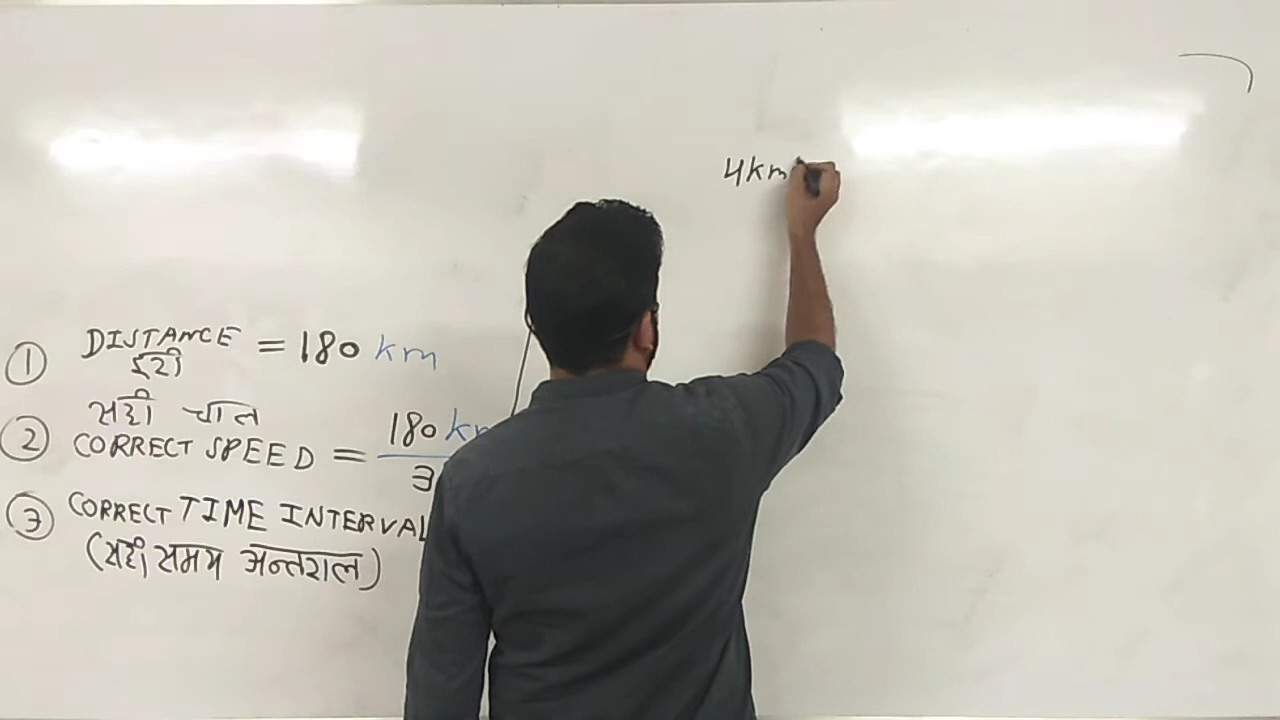 4km
① DISTANCE = 180 km
दूरी
सही चाल
② CORRECT SPEED = 180 km
3
③ CORRECT TIME INTERVAL
(सही समय अन्तराल)